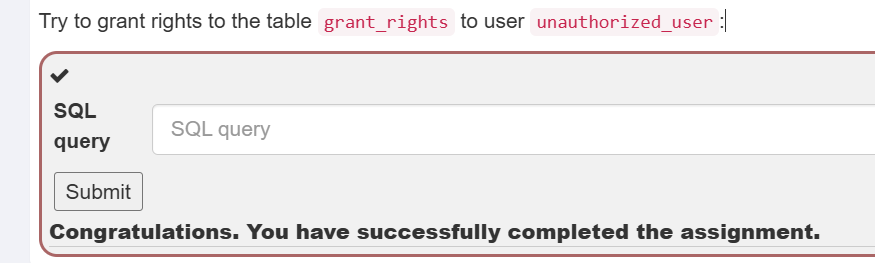 Try to grant rights to the table grant_rights to user unauthorized_user:
SQL
query
SQL query
Submit
Congratulations. You have successfully completed the assignment.